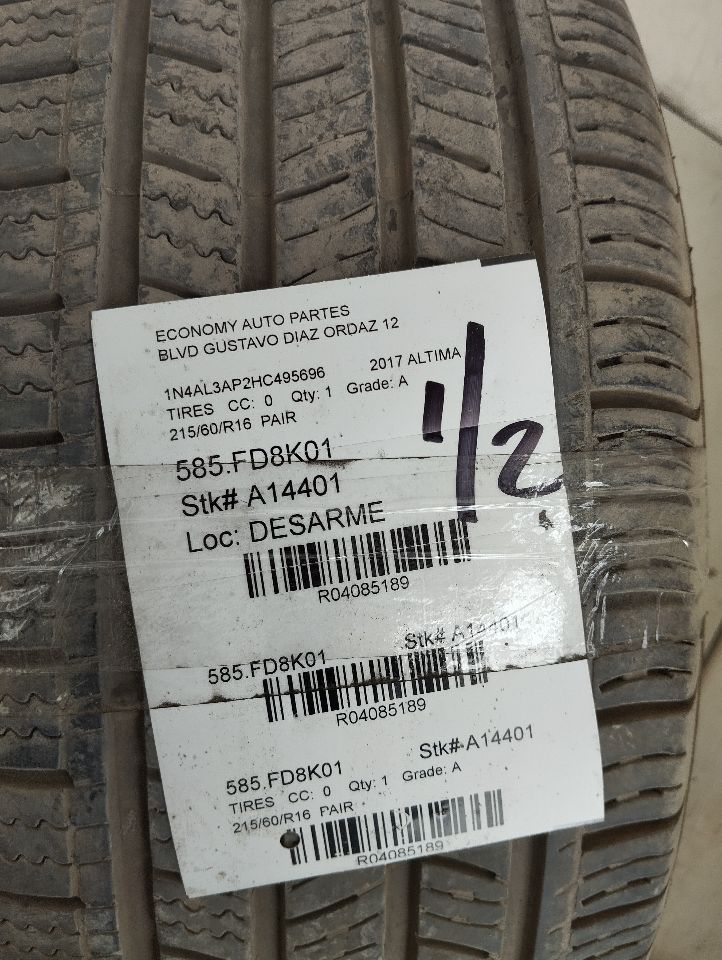 ECONOMY AUTO PARTES
BLVD GUSTAVO DIAZ ORDAZ 12
1N4AL3AP2HC495696 2017 ALTIMA
TIRES CC: 0 Qty: 1 Grade: A
215/60/R16 PAIR
1/2
585.FD8K01
Stk# A14401
Loc: DESARME
R04085189
585.FD8K01 Stk# A14401
R04085189
585.FD8K01 Stk# A14401
TIRES CC: 0 Qty: 1 Grade: A
215/60/R16 PAIR
R04085189